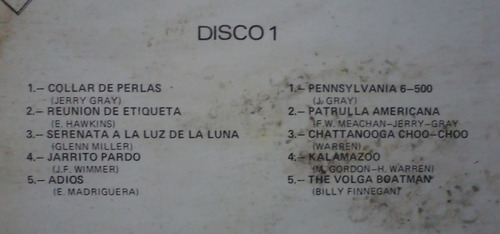 DISCO 1
1.— COLLAR DE PERLAS
(JERRY GRAY)
2.— REUNION DE ETIQUETA
(E. HAWKINS)
3.— SERENATA A LA LUZ DE LA LUNA
(GLENN MILLER)
4.— JARRITO PARDO
(J.F. WIMMER)
5.— ADIOS
(E. MADRIGUERA)
1.— PENNSYLVANIA 6-500
(J. GRAY)
2.— PATRULLA AMERICANA
(F.W. MEACHAN-JERRY-GRAY
3.— CHATTANOOGA CHOO-CHOO
(WARREN)
4.— KALAMAZOO
(M. GORDON-H. WARREN)
5.— THE VOLGA BOATMAN
(BILLY FINNEGAN)